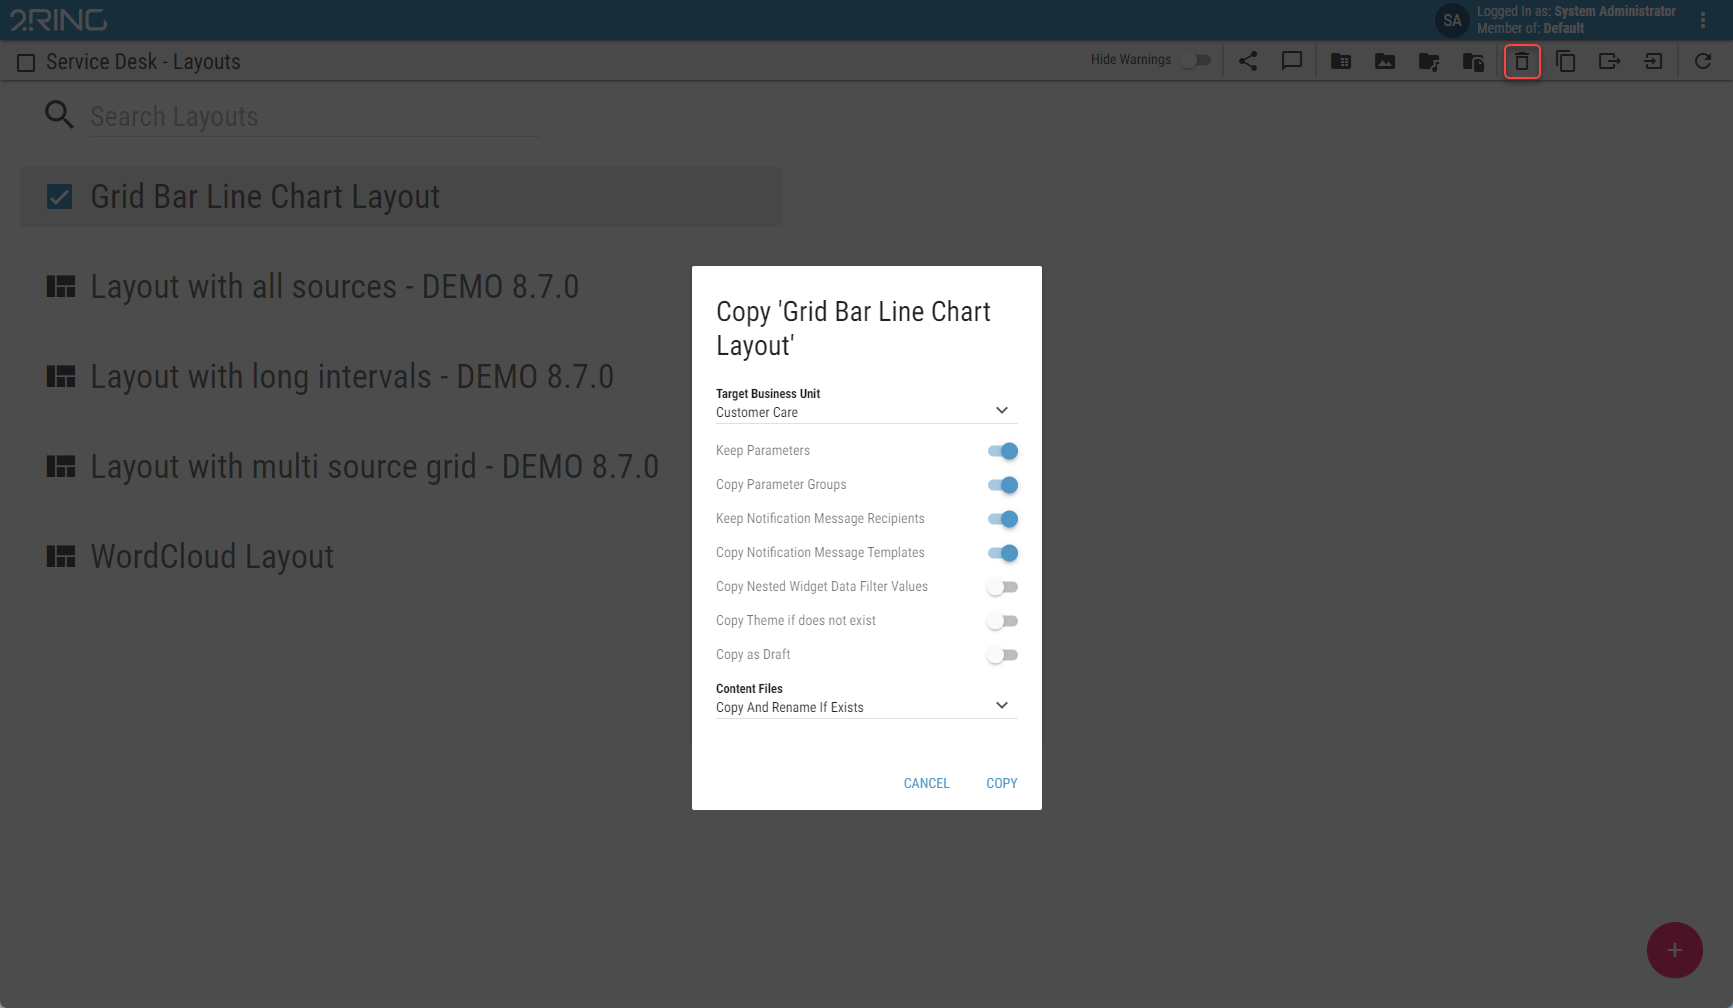 2RING
SA
Logged In as: System Administrator
Member of: Default
Service Desk - Layouts
Hide Warnings
Search Layouts
Grid Bar Line Chart Layout
Layout with all sources - DEMO 8.7.0
Layout with long intervals - DEMO 8.7.0
Layout with multi source grid - DEMO 8.7.0
WordCloud Layout
Copy 'Grid Bar Line Chart
Layout'
Target Business Unit
Customer Care
Keep Parameters
Copy Parameter Groups
Keep Notification Message Recipients
Copy Notification Message Templates
Copy Nested Widget Data Filter Values
Copy Theme if does not exist
Copy as Draft
Content Files
Copy And Rename If Exists
CANCEL
COPY